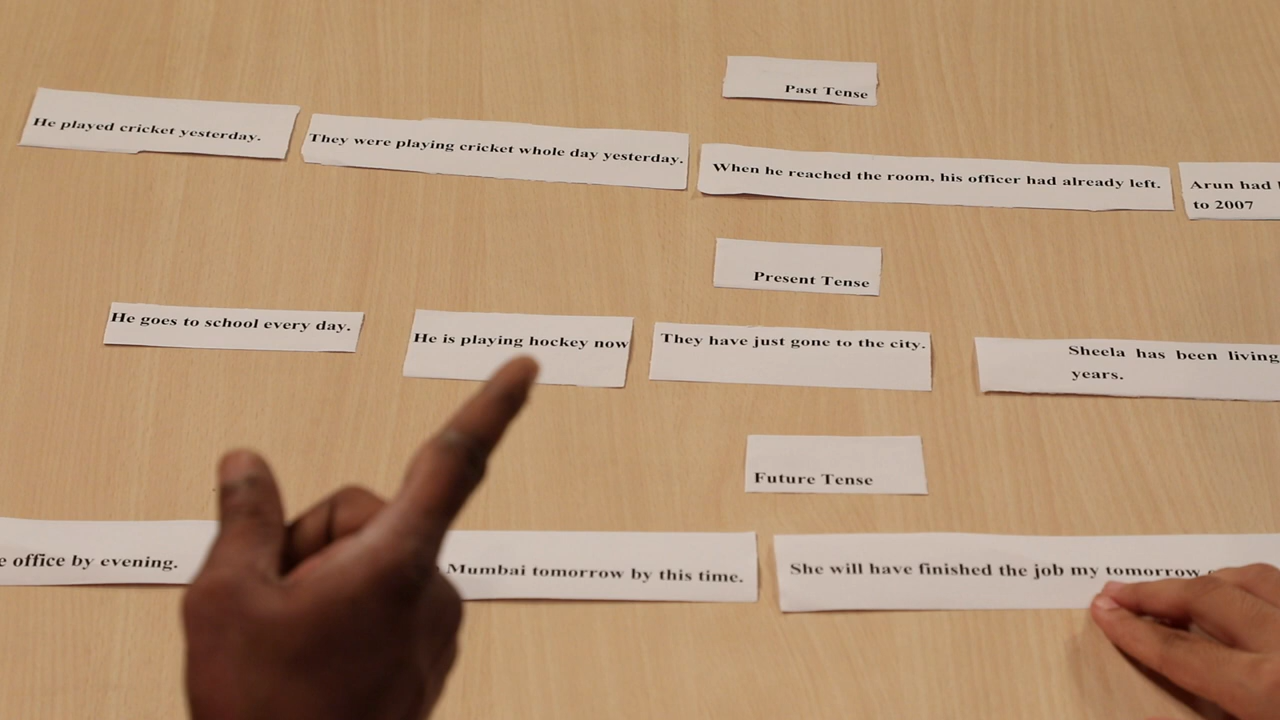 Past Tense
He played cricket yesterday.
They were playing cricket whole day yesterday.
When he reached the room, his officer had already left.
Arun had
to 2007
Present Tense
He goes to school every day.
He is playing hockey now
They have just gone to the city.
Sheela has been living
years.
Future Tense
office by evening.
Mumbai tomorrow by this time.
She will have finished the job my tomorrow